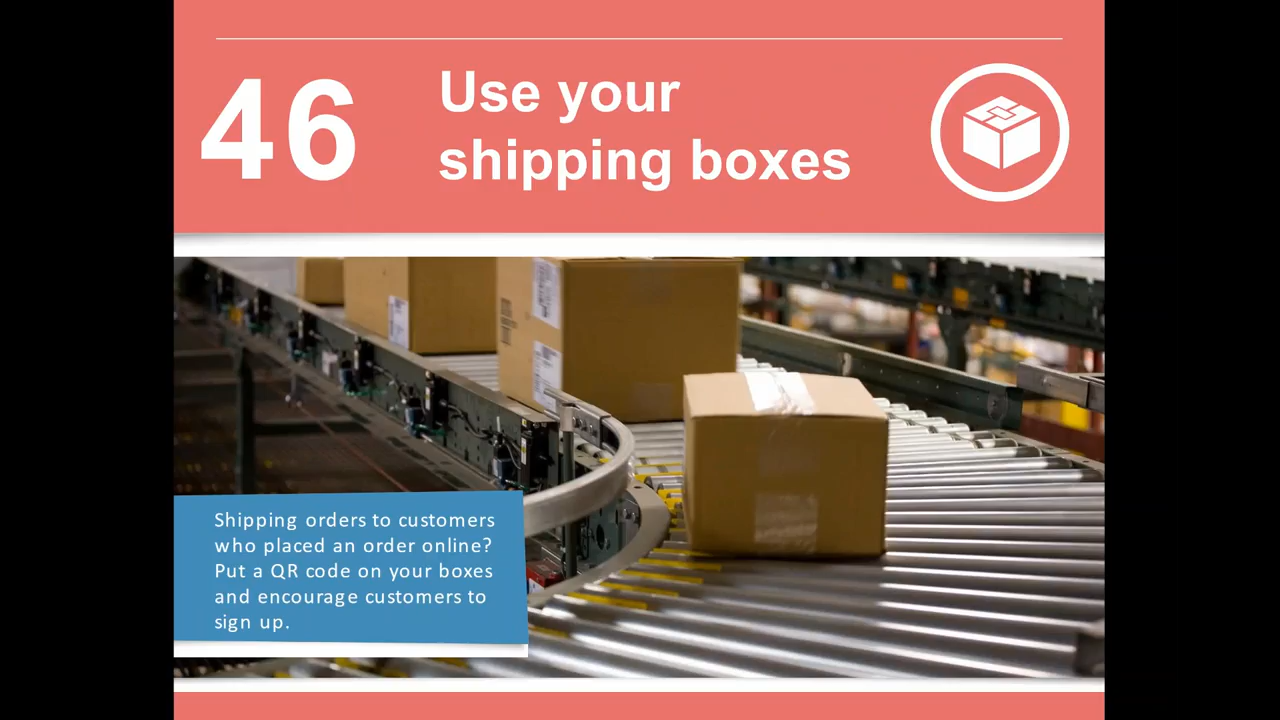 46
Use your
shipping boxes
Shipping orders to customers
who placed an order online?
Put a QR code on your boxes
and encourage customers to
sign up.